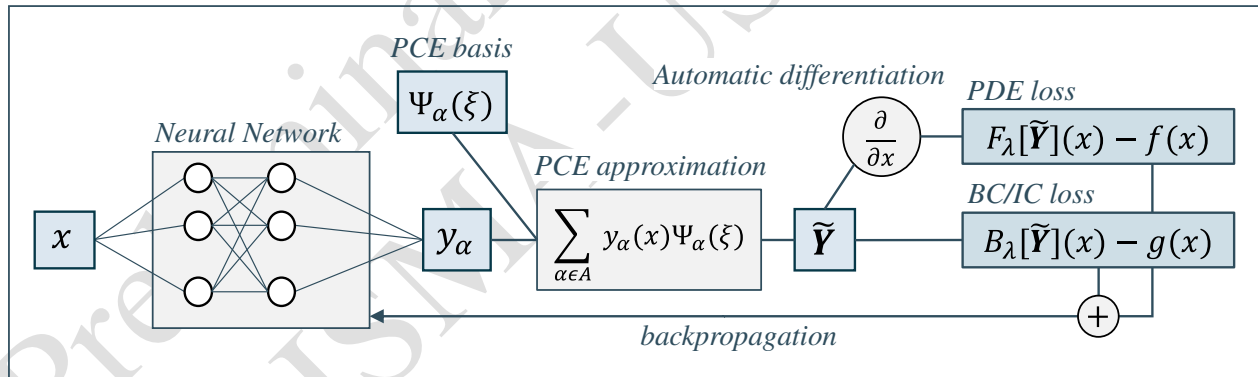 PCE basis
Ψα(ξ)
Automatic differentiation
∂
∂x
PDE loss
Fλ[Ỹ](x) − f(x)
Neural Network
PCE approximation
BC/IC loss
x
yα
∑ yα(x)Ψα(ξ)
αϵA
Ỹ
Bλ[Ỹ](x) − g(x)
+
backpropagation